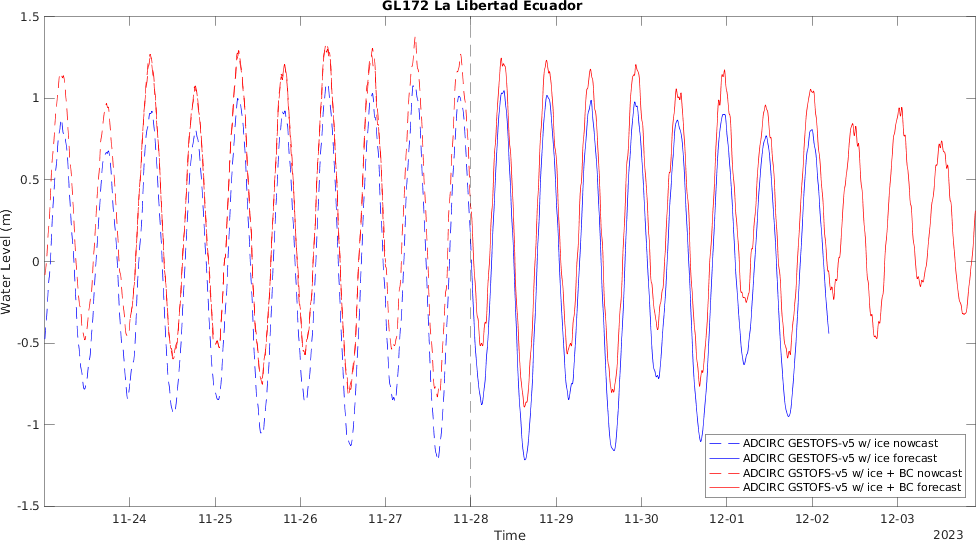 GL172 La Libertad Ecuador
1.5
1
0.5
0
-0.5
-1
-1.5
Water Level (m)
11-24
11-25
11-26
11-27
11-28
11-29
11-30
12-01
12-02
12-03
Time
2023
ADCIRC GESTOFS-v5 w/ ice nowcast
ADCIRC GESTOFS-v5 w/ ice forecast
ADCIRC GSTOFS-v5 w/ ice + BC nowcast
ADCIRC GSTOFS-v5 w/ ice + BC forecast